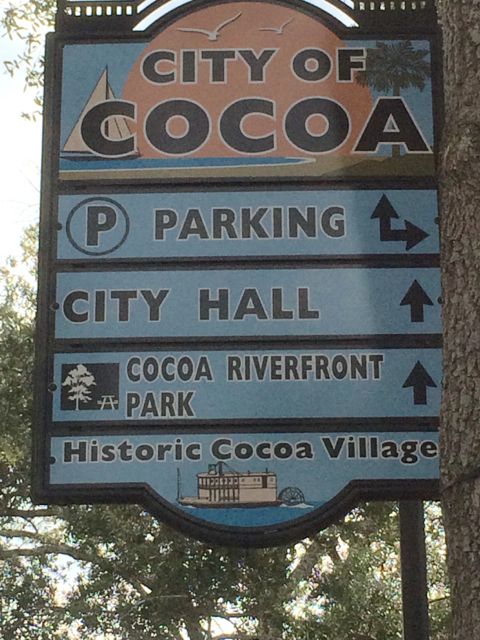 CITY OF
COCOA
P PARKING
CITY HALL
COCOA RIVERFRONT
PARK
Historic Cocoa Village